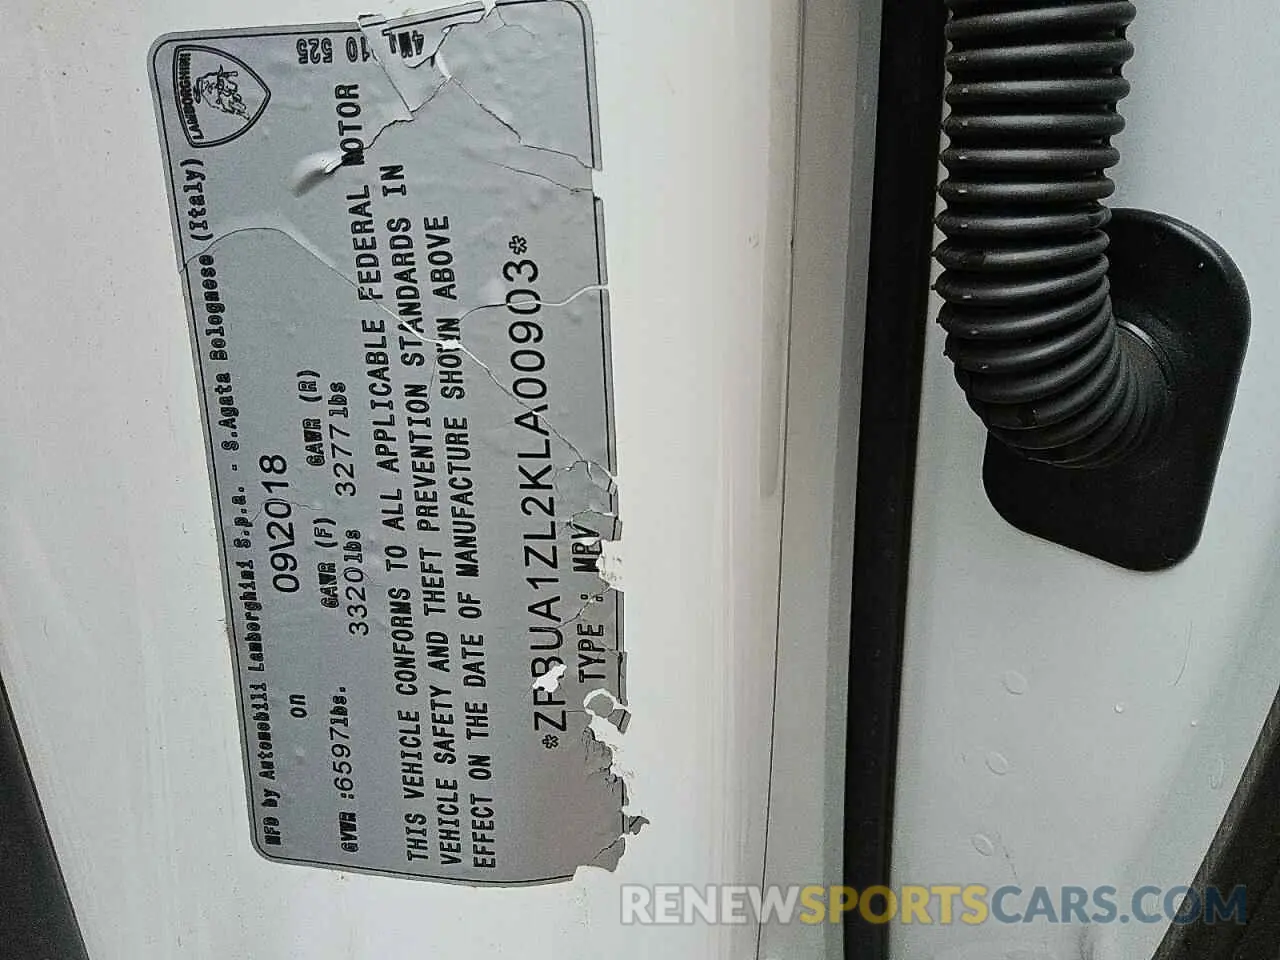 LAMBORGHINI
MFD by Automobili Lamborghini S.p.a. - S.Agata Bolognese (Italy)
on 09\2018
GAWR (F) GAWR (R)
GVWR :6597lbs. 3320lbs 3277lbs
10
525
THIS VEHICLE CONFORMS TO ALL APPLICABLE FEDERAL MOTOR
VEHICLE SAFETY AND THEFT PREVENTION STANDARDS IN
EFFECT ON THE DATE OF MANUFACTURE SHOWN ABOVE
*ZPBUA1ZL2KLA00903*
TYPE : MPV
RENEWSPORTSCARS.COM